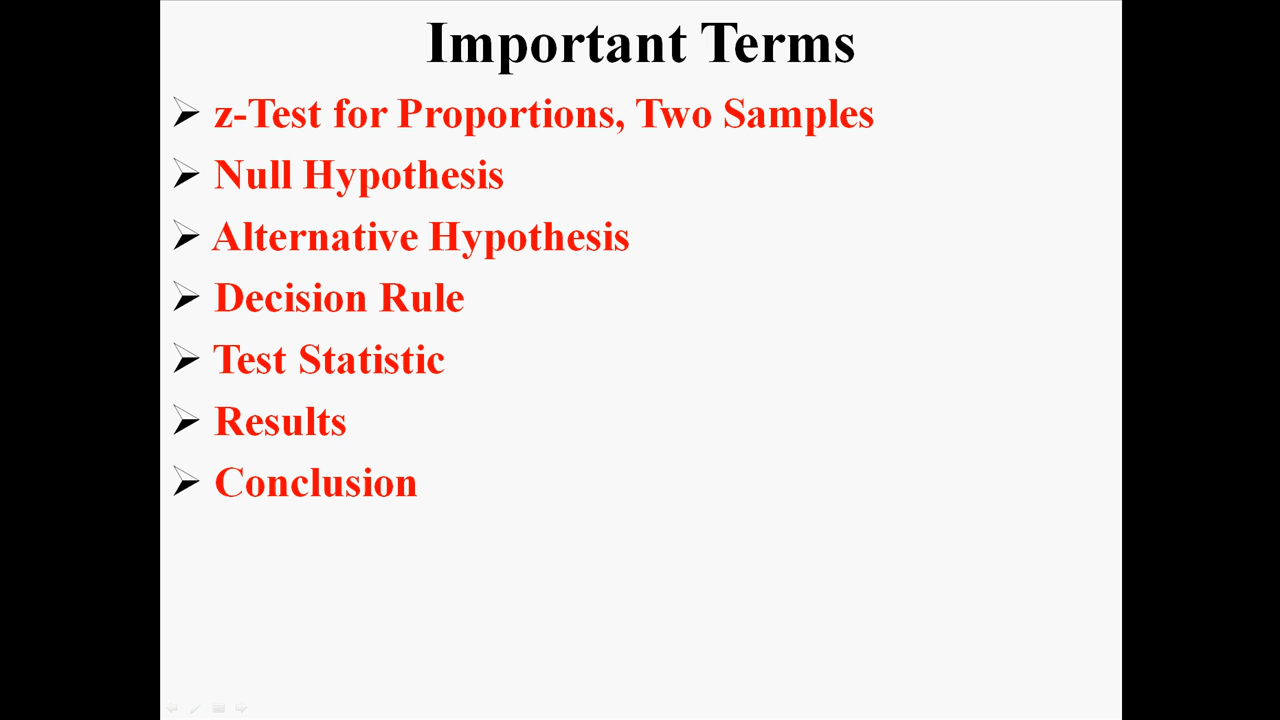 Important Terms
z-Test for Proportions, Two Samples
Null Hypothesis
Alternative Hypothesis
Decision Rule
Test Statistic
Results
Conclusion